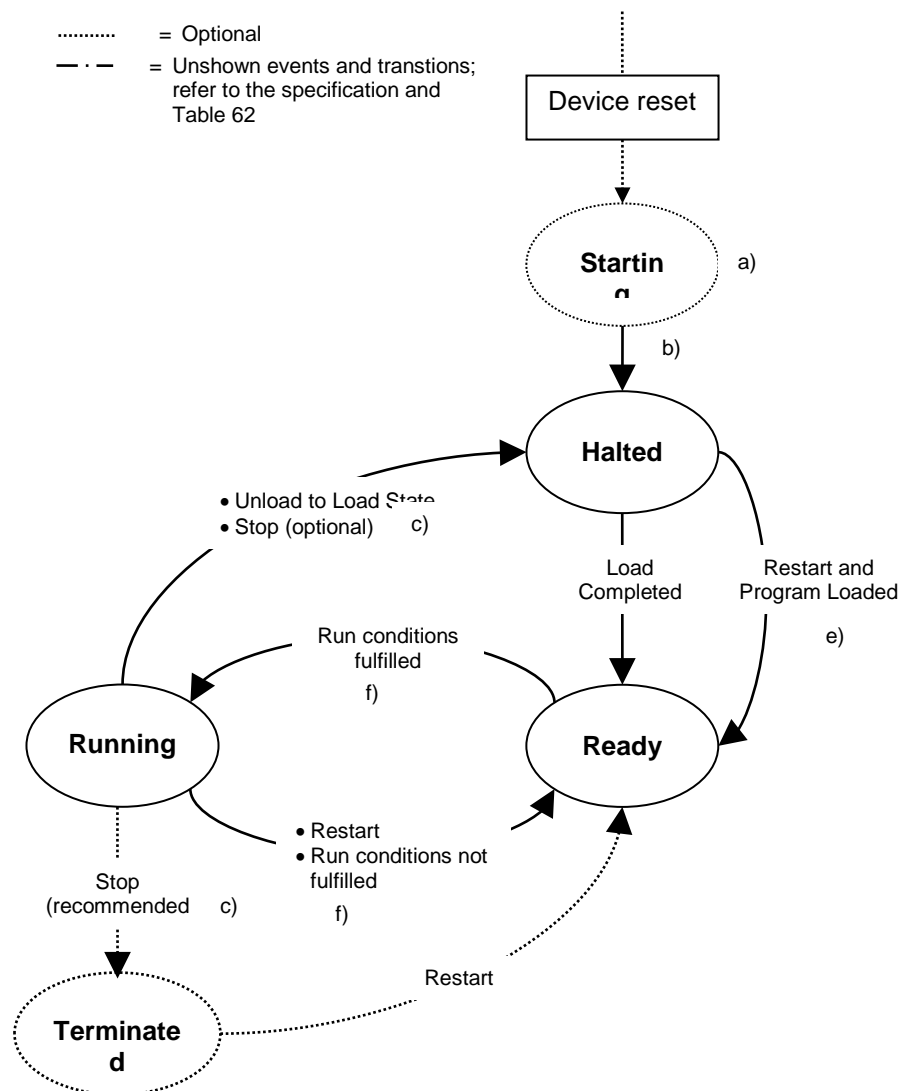 = Optional
= Unshown events and transtions;
refer to the specification and
Table 62
Device reset
Startin
g
a)
b)
Halted
• Unload to Load State
• Stop (optional) c)
Load
Completed
Restart and
Program Loaded
e)
Run conditions
fulfilled
f)
Running
Ready
• Restart
• Run conditions not
fulfilled
f)
Stop
(recommended c)
Restart
Terminate
d